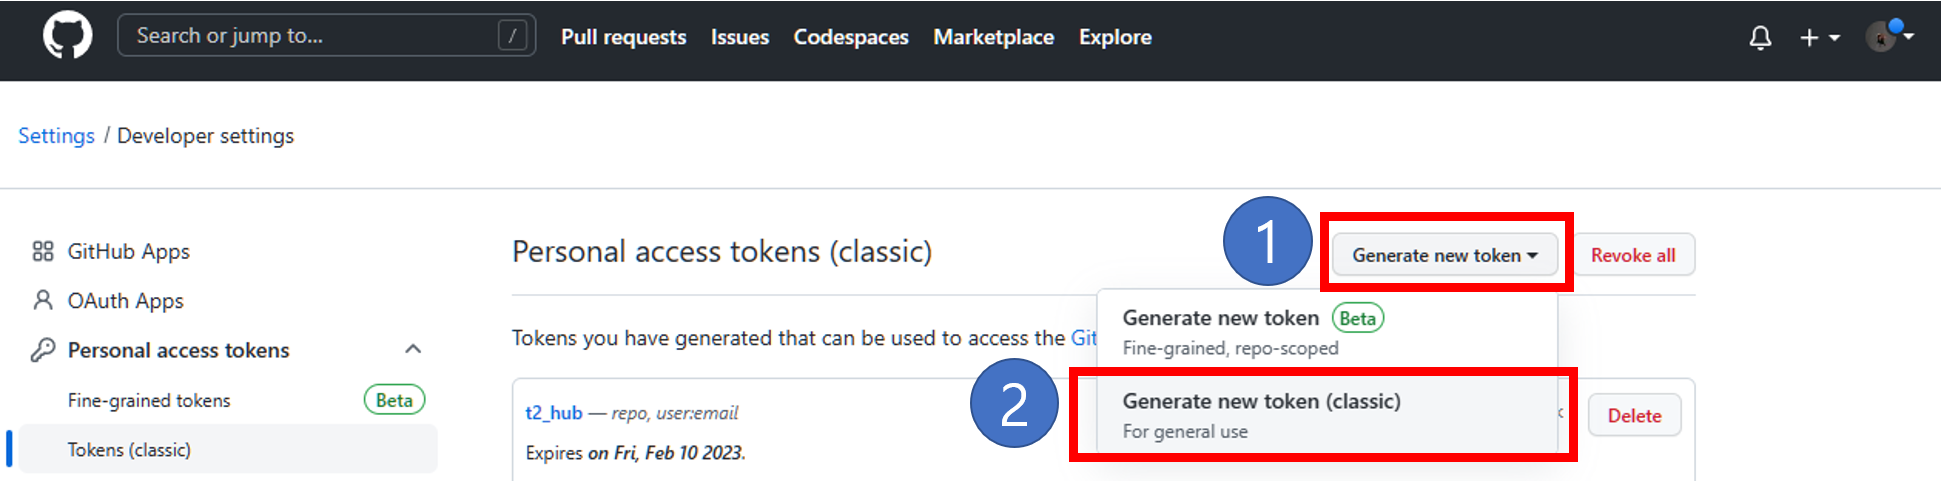 Search or jump to... / Pull requests Issues Codespaces Marketplace Explore
Settings / Developer settings
GitHub Apps
OAuth Apps
Personal access tokens
Fine-grained tokens Beta
Tokens (classic)
Personal access tokens (classic)
1
Generate new token
Revoke all
Generate new token Beta
Fine-grained, repo-scoped
Tokens you have generated that can be used to access the Git
2
Generate new token (classic)
For general use
t2_hub — repo, user:email
Delete
Expires on Fri, Feb 10 2023.